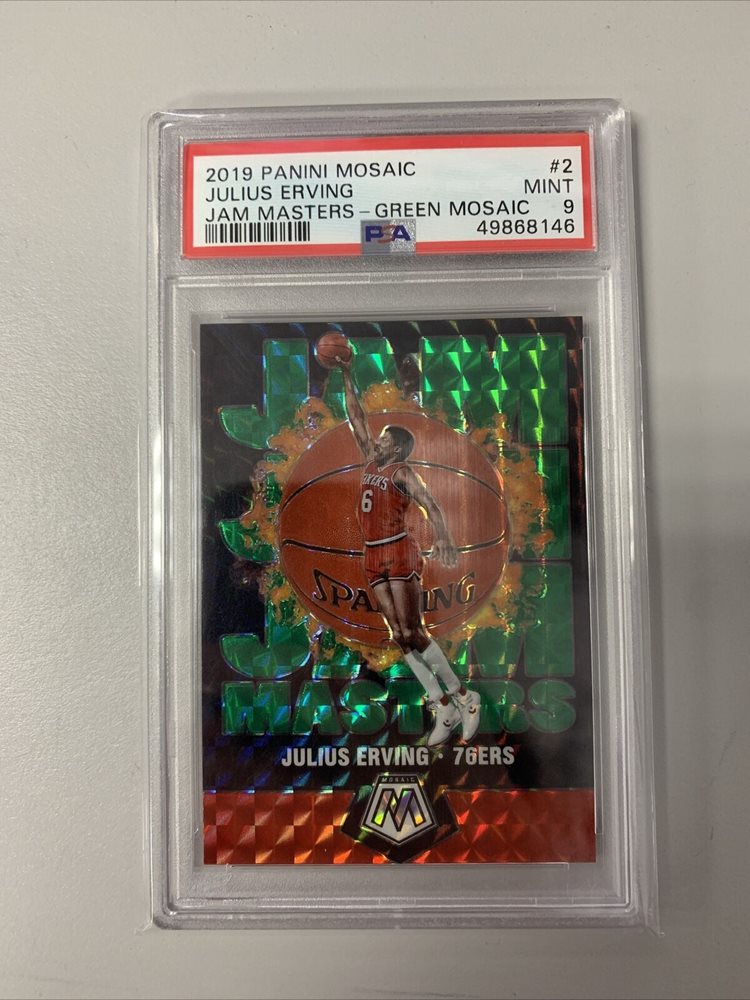 2019 PANINI MOSAIC #2
JULIUS ERVING MINT
JAM MASTERS – GREEN MOSAIC 9
PSA 49868146
JAM
JAM
JAM
MASTERS
6
SPALDING
JULIUS ERVING · 76ERS
MOSAIC
M